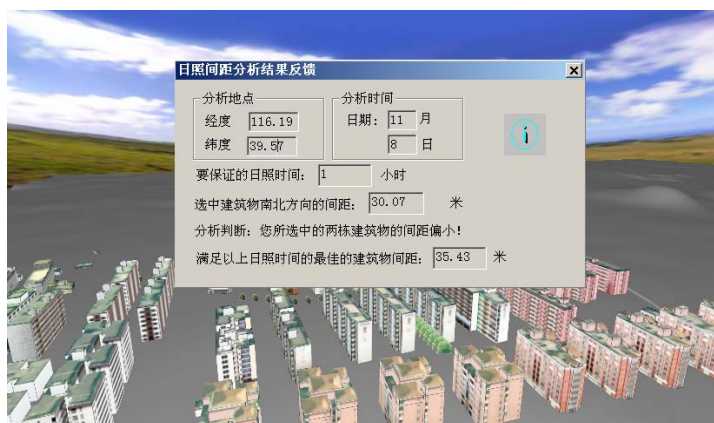 日照间距分析结果反馈
分析地点
经度 116.19
纬度 39.57
分析时间
日期: 11 月
8 日
要保证的日照时间: 1 小时
选中建筑物南北方向的间距: 30.07 米
分析判断: 您所选中的两栋建筑物的间距偏小!
满足以上日照时间的最佳的建筑物间距: 35.43 米